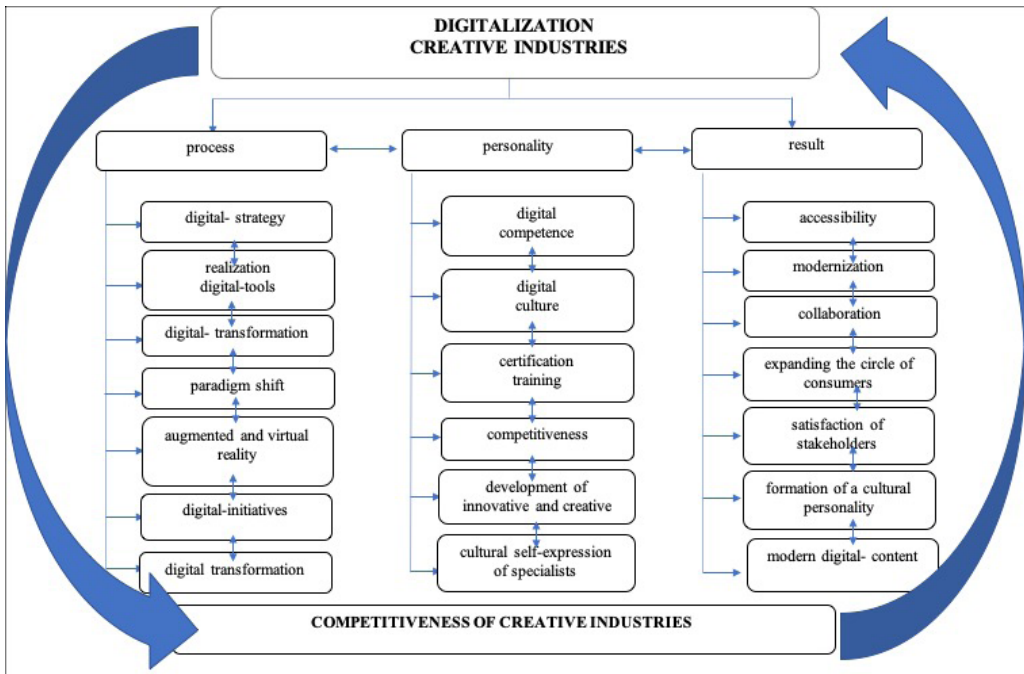 DIGITALIZATION
CREATIVE INDUSTRIES
process
personality
result
digital- strategy
realization
digital-tools
digital- transformation
paradigm shift
augmented and virtual
reality
digital-initiatives
digital transformation
digital
competence
digital
culture
certification
training
competitiveness
development of
innovative and creative
cultural self-expression
of specialists
accessibility
modernization
collaboration
expanding the circle of
consumers
satisfaction of
stakeholders
formation of a cultural
personality
modern digital- content
COMPETITIVENESS OF CREATIVE INDUSTRIES